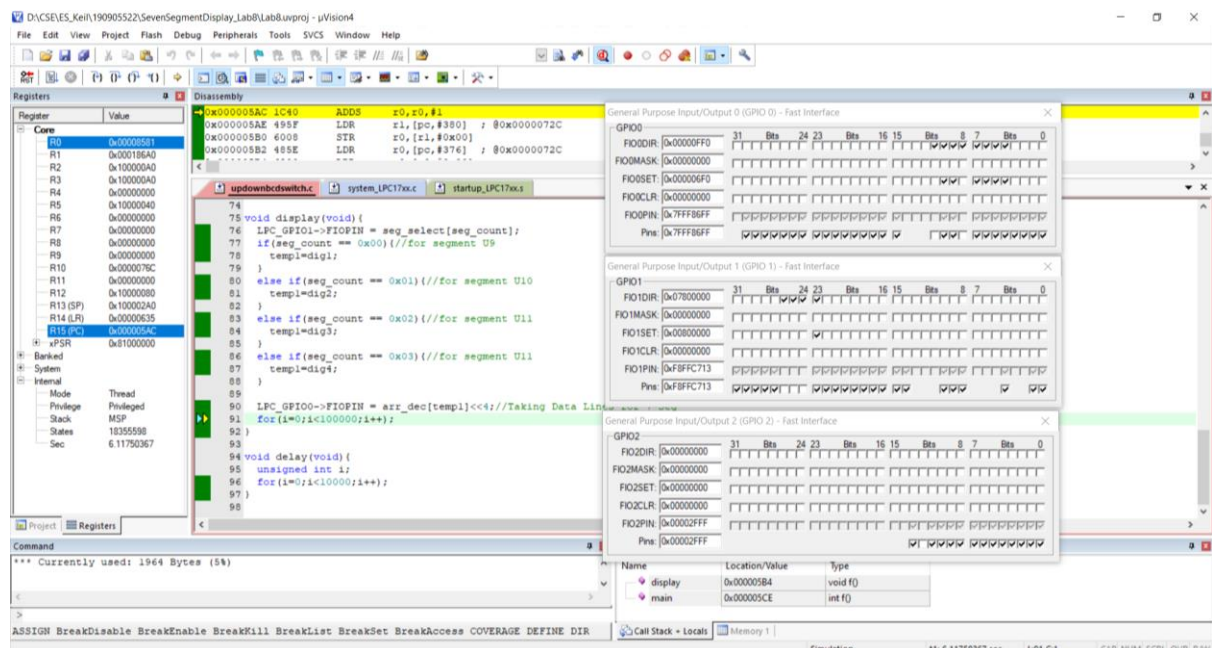 D:\CSE\ES_Keil\190905522\SevenSegmentDisplay_Lab8\Lab8.uvproj - µVision4
File Edit View Project Flash Debug Peripherals Tools SVCS Window Help
Registers
Register Value
Core
R0 0x00008581
R1 0x000186A0
R2 0x100000A0
R3 0x100000A0
R4 0x00000000
R5 0x10000040
R6 0x00000000
R7 0x00000000
R8 0x00000000
R9 0x00000000
R10 0x0000076C
R11 0x00000000
R12 0x10000080
R13 (SP) 0x100002A0
R14 (LR) 0x00000635
R15 (PC) 0x000005AC
xPSR 0x81000000
Banked
System
Internal
Mode Thread
Privilege Privileged
Stack MSP
States 18355598
Sec 6.11750367
Project Registers
Disassembly
0x000005AC 1C40 ADDS r0,r0,#1
0x000005AE 495F LDR r1,[pc,#380] ; @0x0000072C
0x000005B0 6008 STR r0,[r1,#0x00]
0x000005B2 485E LDR r0,[pc,#376] ; @0x0000072C
updownbcdswitch.c system_LPC17xx.c startup_LPC17xx.s
74
75 void display(void){
76 LPC_GPIO1->FIOPIN = seg_select[seg_count];
77 if(seg_count == 0x00){//for segment U9
78 temp1=dig1;
79 }
80 else if(seg_count == 0x01){//for segment U10
81 temp1=dig2;
82 }
83 else if(seg_count == 0x02){//for segment U11
84 temp1=dig3;
85 }
86 else if(seg_count == 0x03){//for segment U11
87 temp1=dig4;
88 }
89
90 LPC_GPIO0->FIOPIN = arr_dec[temp1]<<4;//Taking Data Lines
91 for(i=0;i<100000;i++);
92 }
93
94 void delay(void){
95 unsigned int i;
96 for(i=0;i<10000;i++);
97 }
98
General Purpose Input/Output 0 (GPIO 0) - Fast Interface
GPIO0
31 Bits 24 23 Bits 16 15 Bits 8 7 Bits 0
FIO0DIR: 0x00000FF0
FIO0MASK: 0x00000000
FIO0SET: 0x000006F0
FIO0CLR: 0x00000000
FIO0PIN: 0x7FFF86FF
Pins: 0x7FFF86FF
General Purpose Input/Output 1 (GPIO 1) - Fast Interface
GPIO1
31 Bits 24 23 Bits 16 15 Bits 8 7 Bits 0
FIO1DIR: 0x07800000
FIO1MASK: 0x00000000
FIO1SET: 0x00800000
FIO1CLR: 0x00000000
FIO1PIN: 0xF8FFC713
Pins: 0xF8FFC713
General Purpose Input/Output 2 (GPIO 2) - Fast Interface
GPIO2
31 Bits 24 23 Bits 16 15 Bits 8 7 Bits 0
FIO2DIR: 0x00000000
FIO2MASK: 0x00000000
FIO2SET: 0x00000000
FIO2CLR: 0x00000000
FIO2PIN: 0x00002FFF
Pins: 0x00002FFF
Command
*** Currently used: 1964 Bytes (5%)
>
ASSIGN BreakDisable BreakEnable BreakKill BreakList BreakSet BreakAccess COVERAGE DEFINE DIR
Name Location/Value Type
display 0x000005B4 void f()
main 0x000005CE int f()
Call Stack + Locals Memory 1